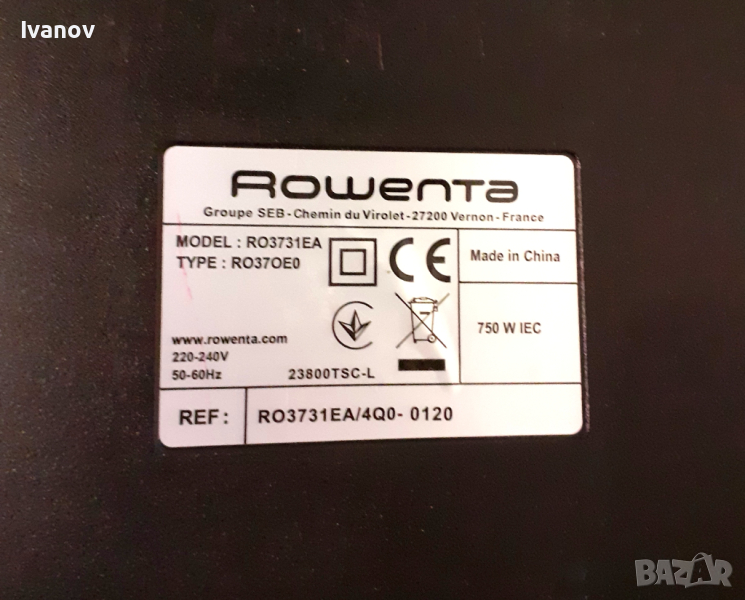 Ivanov
Rowenta
Groupe SEB - Chemin du Virolet - 27200 Vernon - France
MODEL : RO3731EA
TYPE : RO37OE0
CE
Made in China
750 W IEC
www.rowenta.com
220-240V
50-60Hz
23800TSC-L
REF : RO3731EA/4Q0- 0120
BAZAR